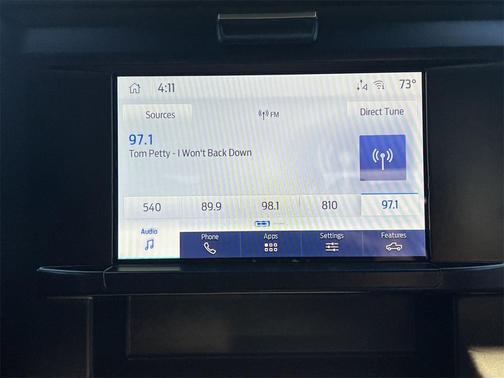 4:11 73°
Sources FM Direct Tune
97.1
Tom Petty - I Won't Back Down
540 89.9 98.1 810 97.1
Audio Phone Apps Settings Features